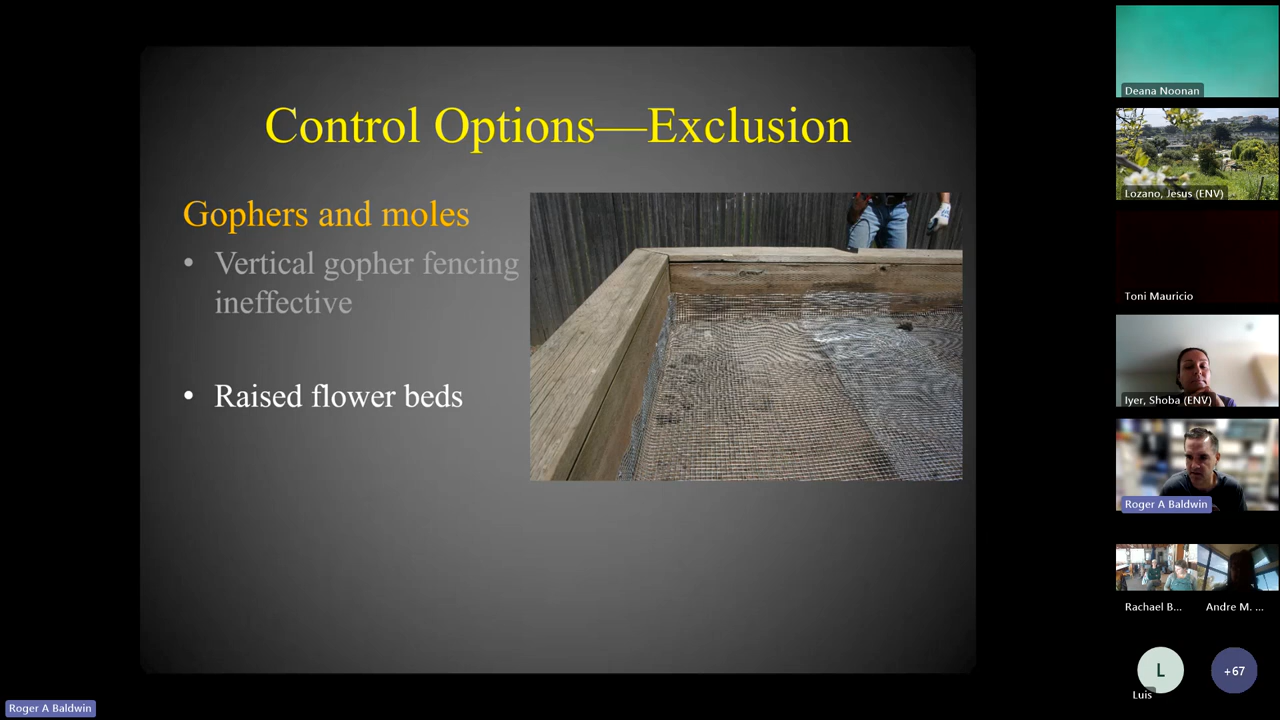 Control Options—Exclusion
Gophers and moles
• Vertical gopher fencing
ineffective
• Raised flower beds
Deana Noonan
Lozano, Jesus (ENV)
Toni Mauricio
Iyer, Shoba (ENV)
Roger A Baldwin
Rachael B...
Andre M. ...
L
+67
Luis
Roger A Baldwin